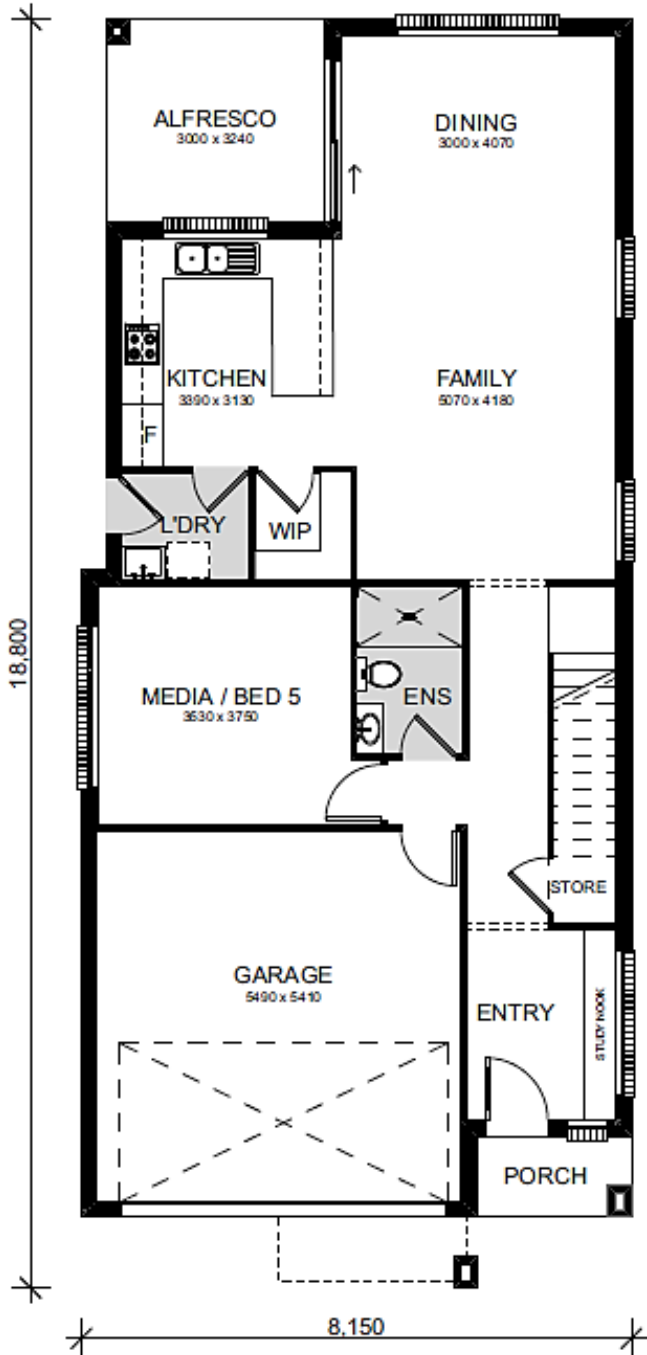 ALFRESCO
3000 x 3240
DINING
3000 x 4070
KITCHEN
3390 x 3130
FAMILY
5070 x 4180
F
L'DRY
WIP
18,800
MEDIA / BED 5
3530 x 3750
ENS
STORE
GARAGE
5490 x 5410
ENTRY
STUDY NOOK
PORCH
8,150